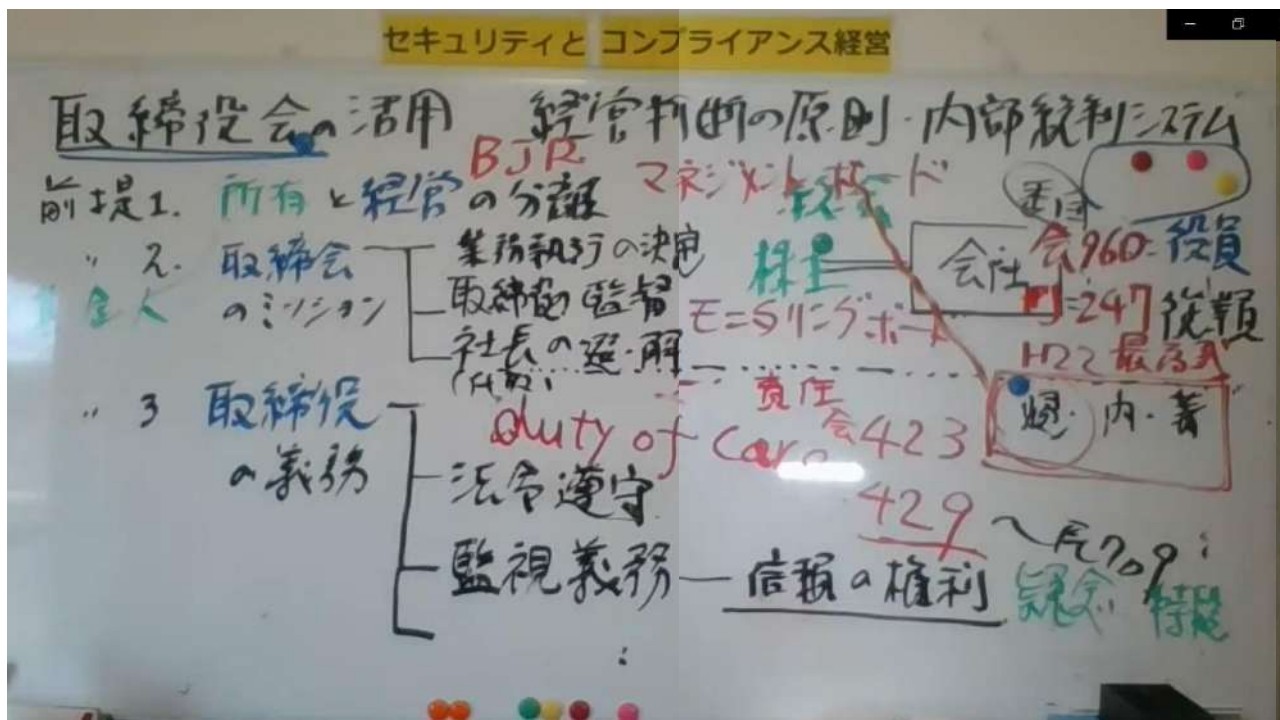 セキュリティと コンプライアンス経営
取締役会の活用 経営判断の原則・内部統制システム
BJR マネジメントボード
前提1. 所有と経営の分離
〃 2. 取締会 業務執行の決定
のミッション 取締役の監督
社長の選・解
株主 会社 会960- 役員
モニタリングボード 刑=247
H22 最高裁
〃 3 取締役 duty of Care
の義務
責任
会423
法令遵守
429 〜民709
監視義務 — 信頼の権利